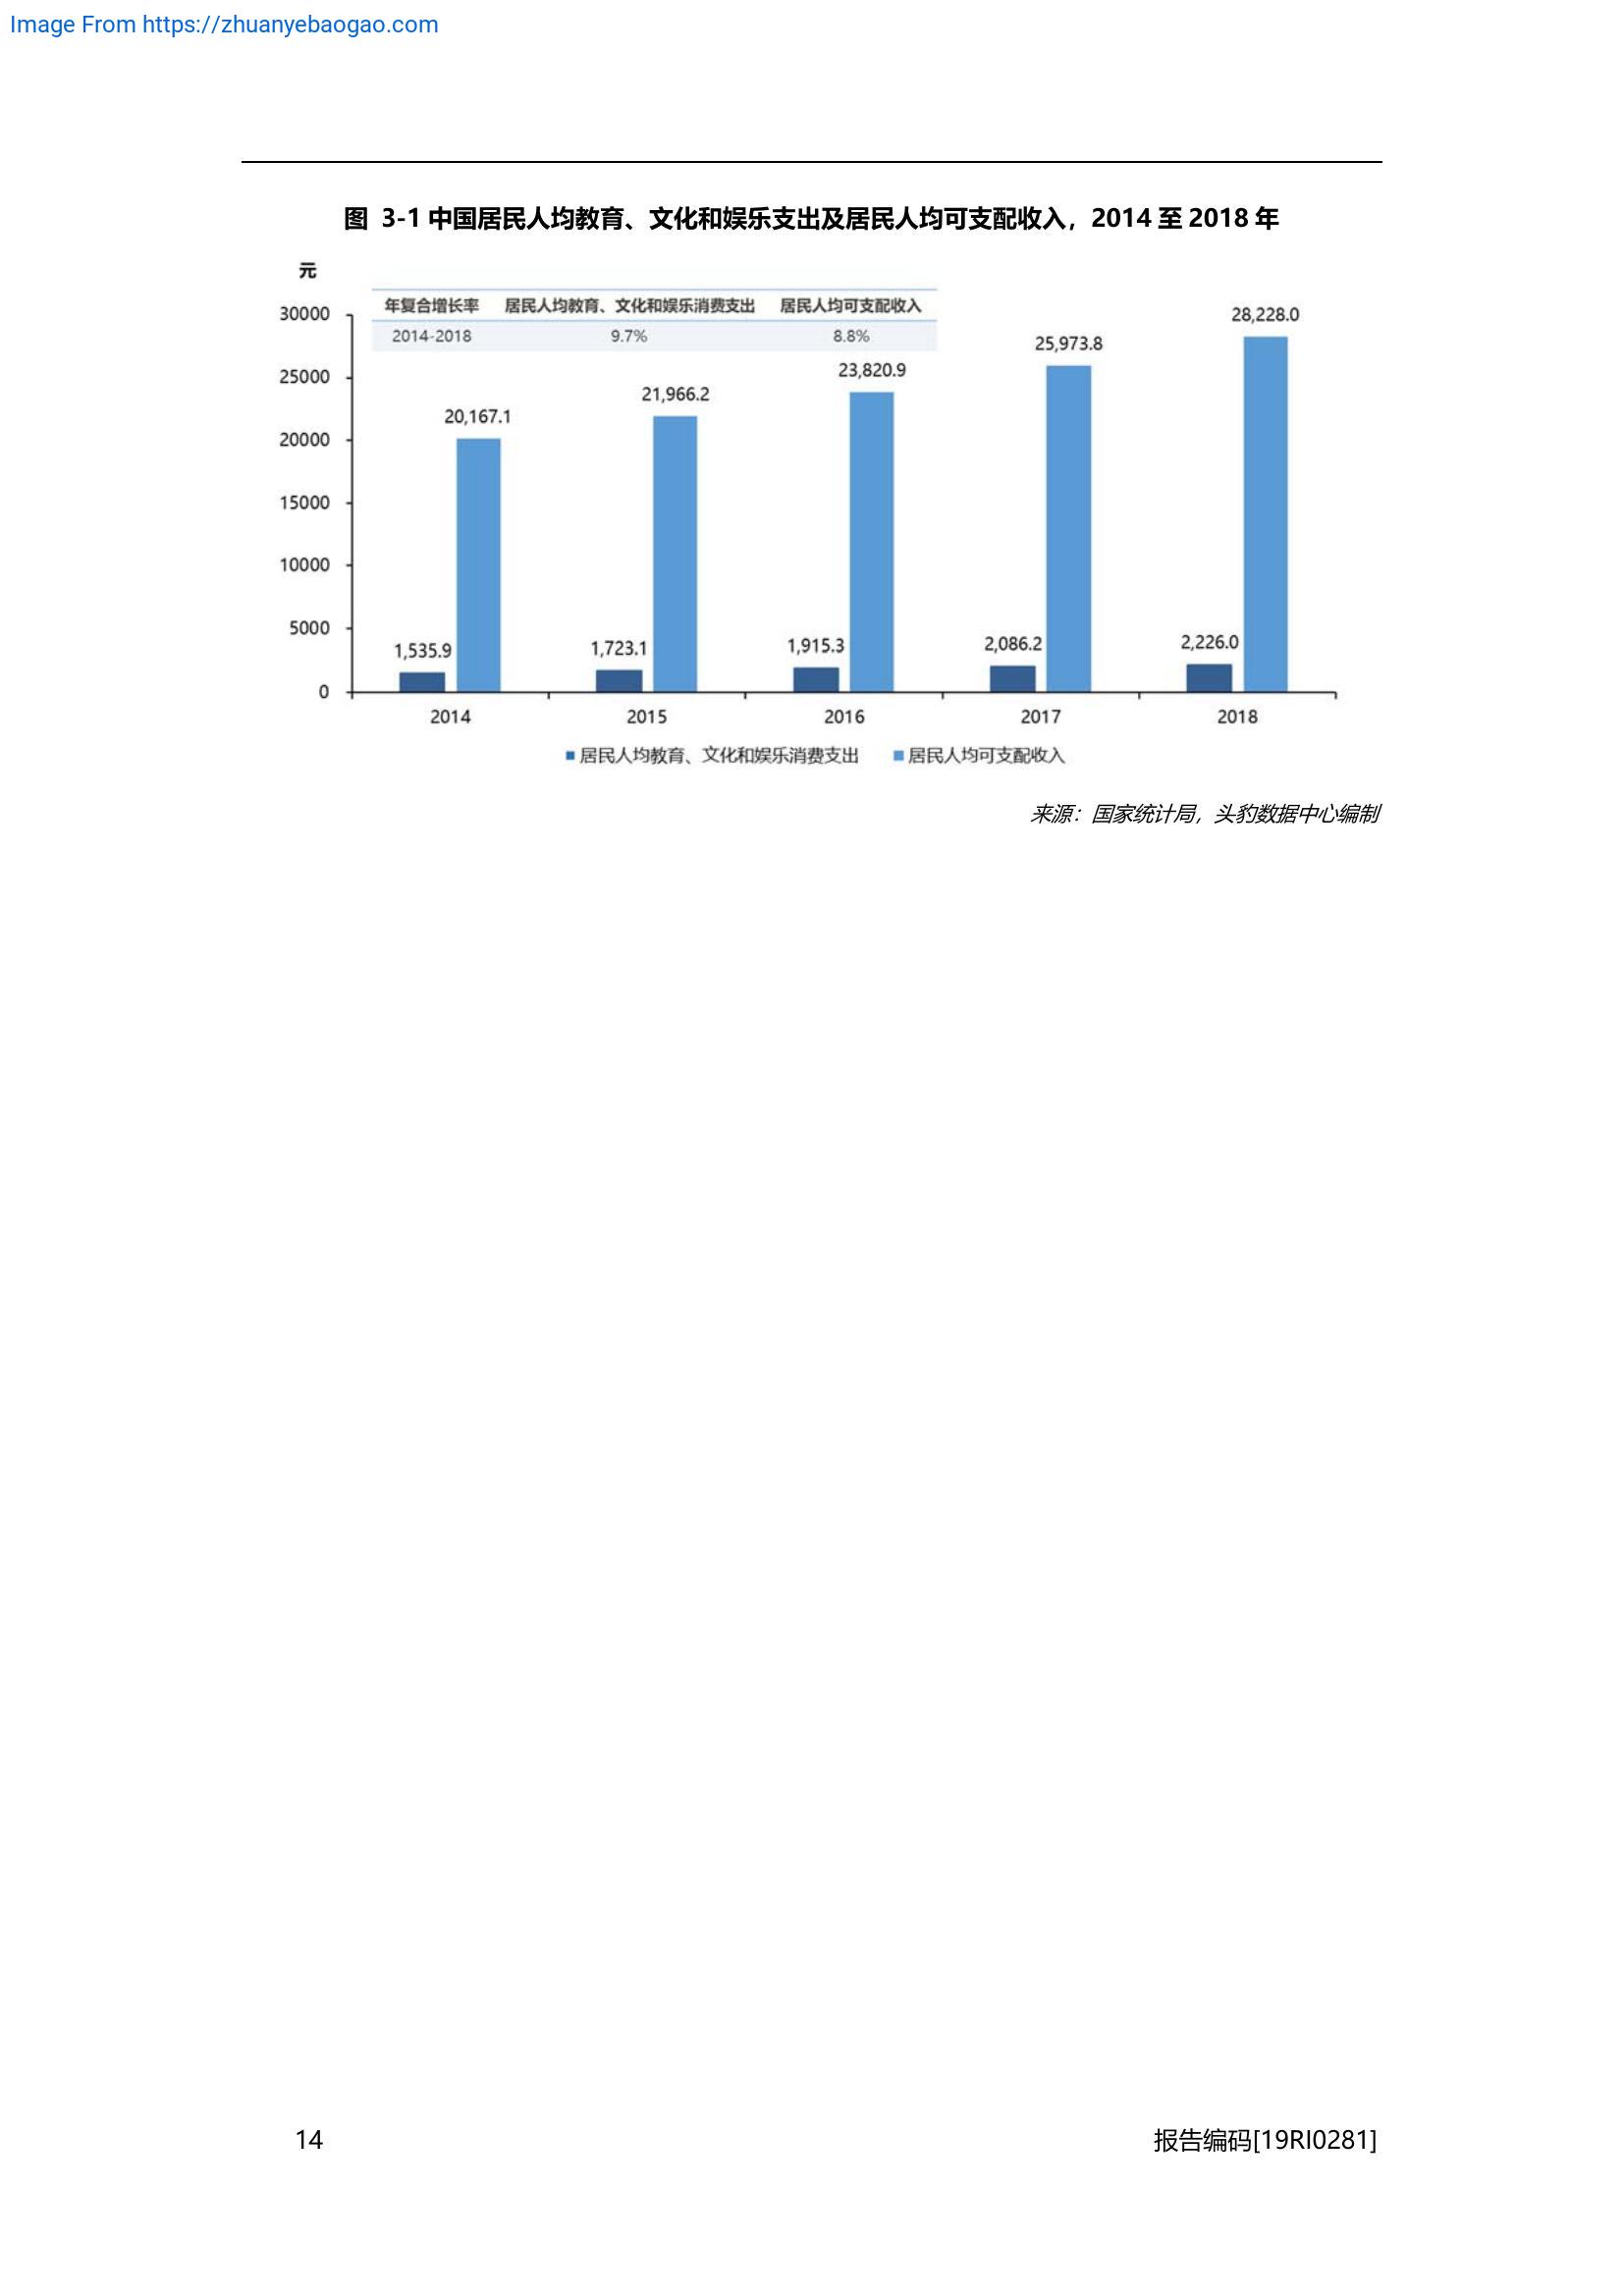 Image From https://zhuanyebaogao.com
图 3-1 中国居民人均教育、文化和娱乐支出及居民人均可支配收入，2014 至 2018 年
元
年复合增长率 居民人均教育、文化和娱乐消费支出 居民人均可支配收入
2014-2018 9.7% 8.8%
30000
25000
20000
15000
10000
5000
0
1,535.9
20,167.1
1,723.1
21,966.2
1,915.3
23,820.9
2,086.2
25,973.8
2,226.0
28,228.0
2014 2015 2016 2017 2018
居民人均教育、文化和娱乐消费支出 居民人均可支配收入
来源：国家统计局，头豹数据中心编制
14 报告编码[19RI0281]